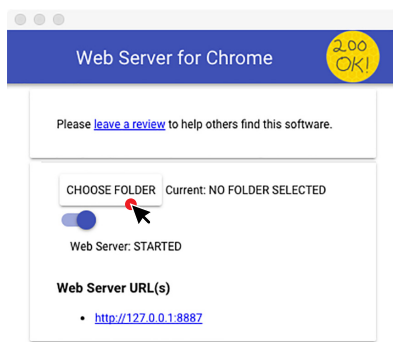 Web Server for Chrome
200
OK!
Please leave a review to help others find this software.
CHOOSE FOLDER Current: NO FOLDER SELECTED
Web Server: STARTED
Web Server URL(s)
http://127.0.0.1:8887